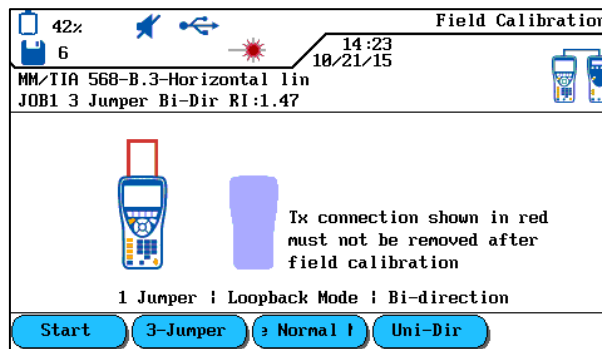 42%
Field Calibration
6
14:23
10/21/15
MM/TIA 568-B.3-Horizontal lin
JOB1 3 Jumper Bi-Dir RI:1.47
Tx connection shown in red
must not be removed after
field calibration
1 Jumper ¦ Loopback Mode ¦ Bi-direction
Start
3-Jumper
Normal
Uni-Dir